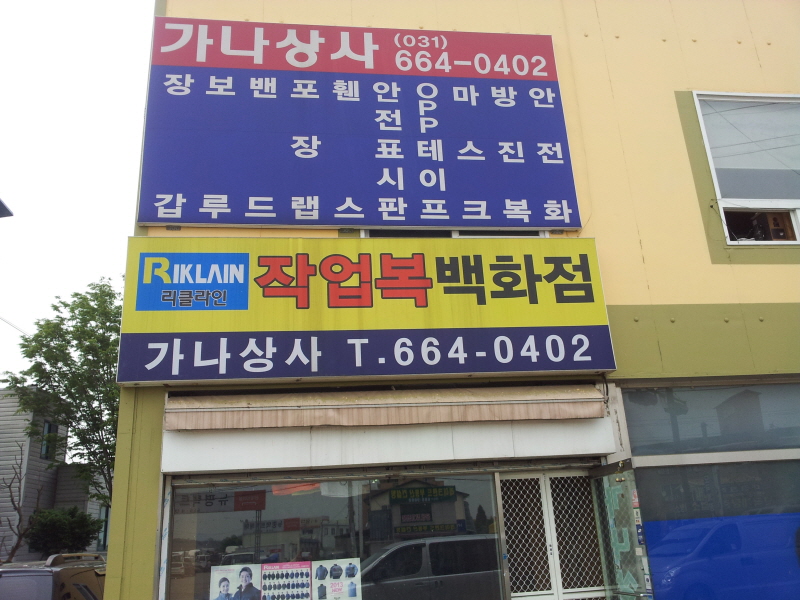 가나상사 (031) 664-0402
장갑
보루
밴드
포장랩
휀스
안전표시판
OPP테이프
마스크
방진복
안전화
RIKLAIN
리클라인
작업복백화점
가나상사 T.664-0402